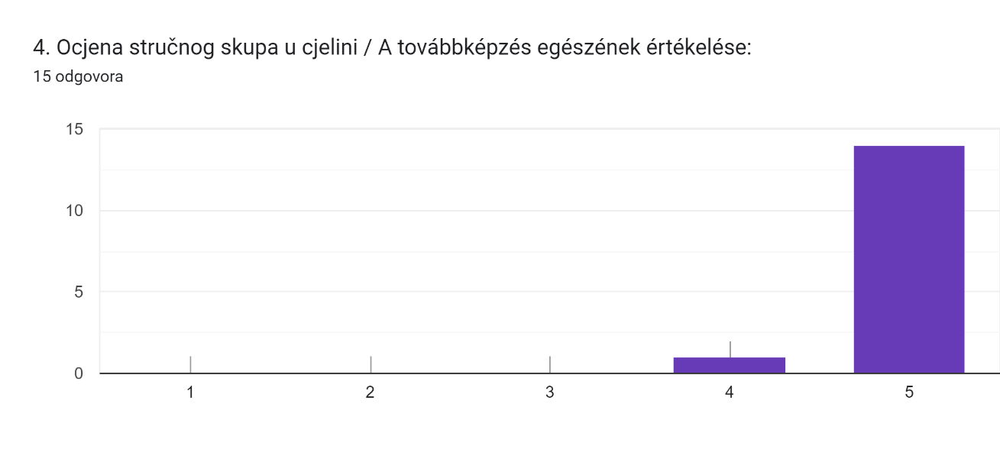 4. Ocjena stručnog skupa u cjelini / A továbbképzés egészének értékelése:
15 odgovora
15
10
5
0
1 2 3 4 5